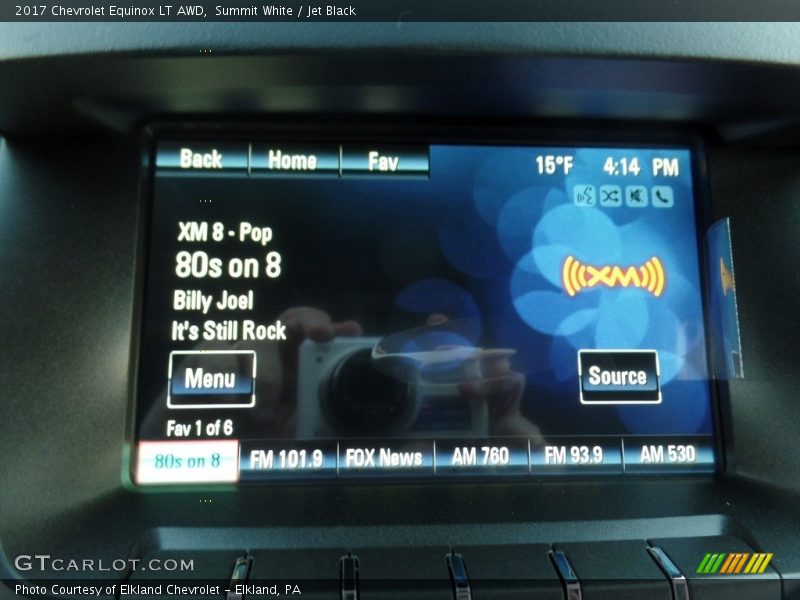 2017 Chevrolet Equinox LT AWD,  Summit White / Jet Black
Back Home Fav 15°F 4:14 PM
XM 8 - Pop
80s on 8
XM
Billy Joel
It's Still Rock
Menu Source
Fav 1 of 6
80s on 8 FM 101.9 FOX News AM 760 FM 93.9 AM 530
GTCARLOT.COM
Photo Courtesy of Elkland Chevrolet - Elkland, PA